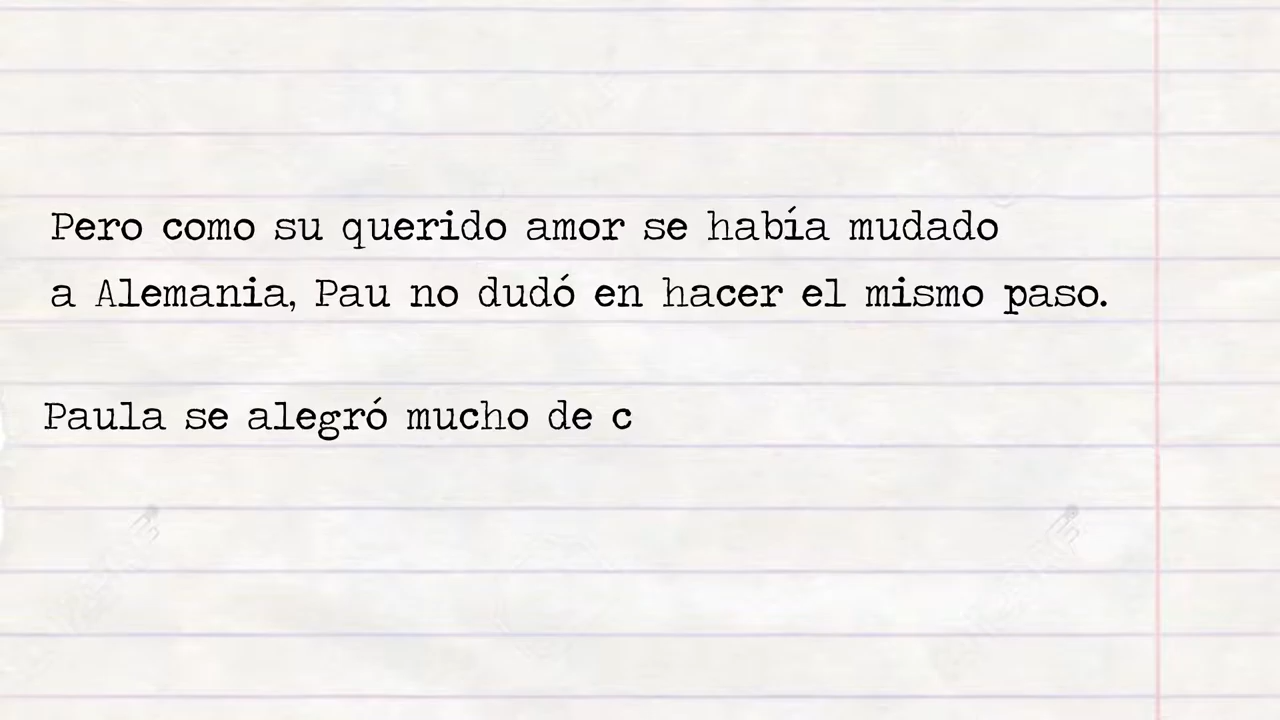 Pero como su querido amor se había mudado
a Alemania, Pau no dudó en hacer el mismo paso.
Paula se alegró mucho de c